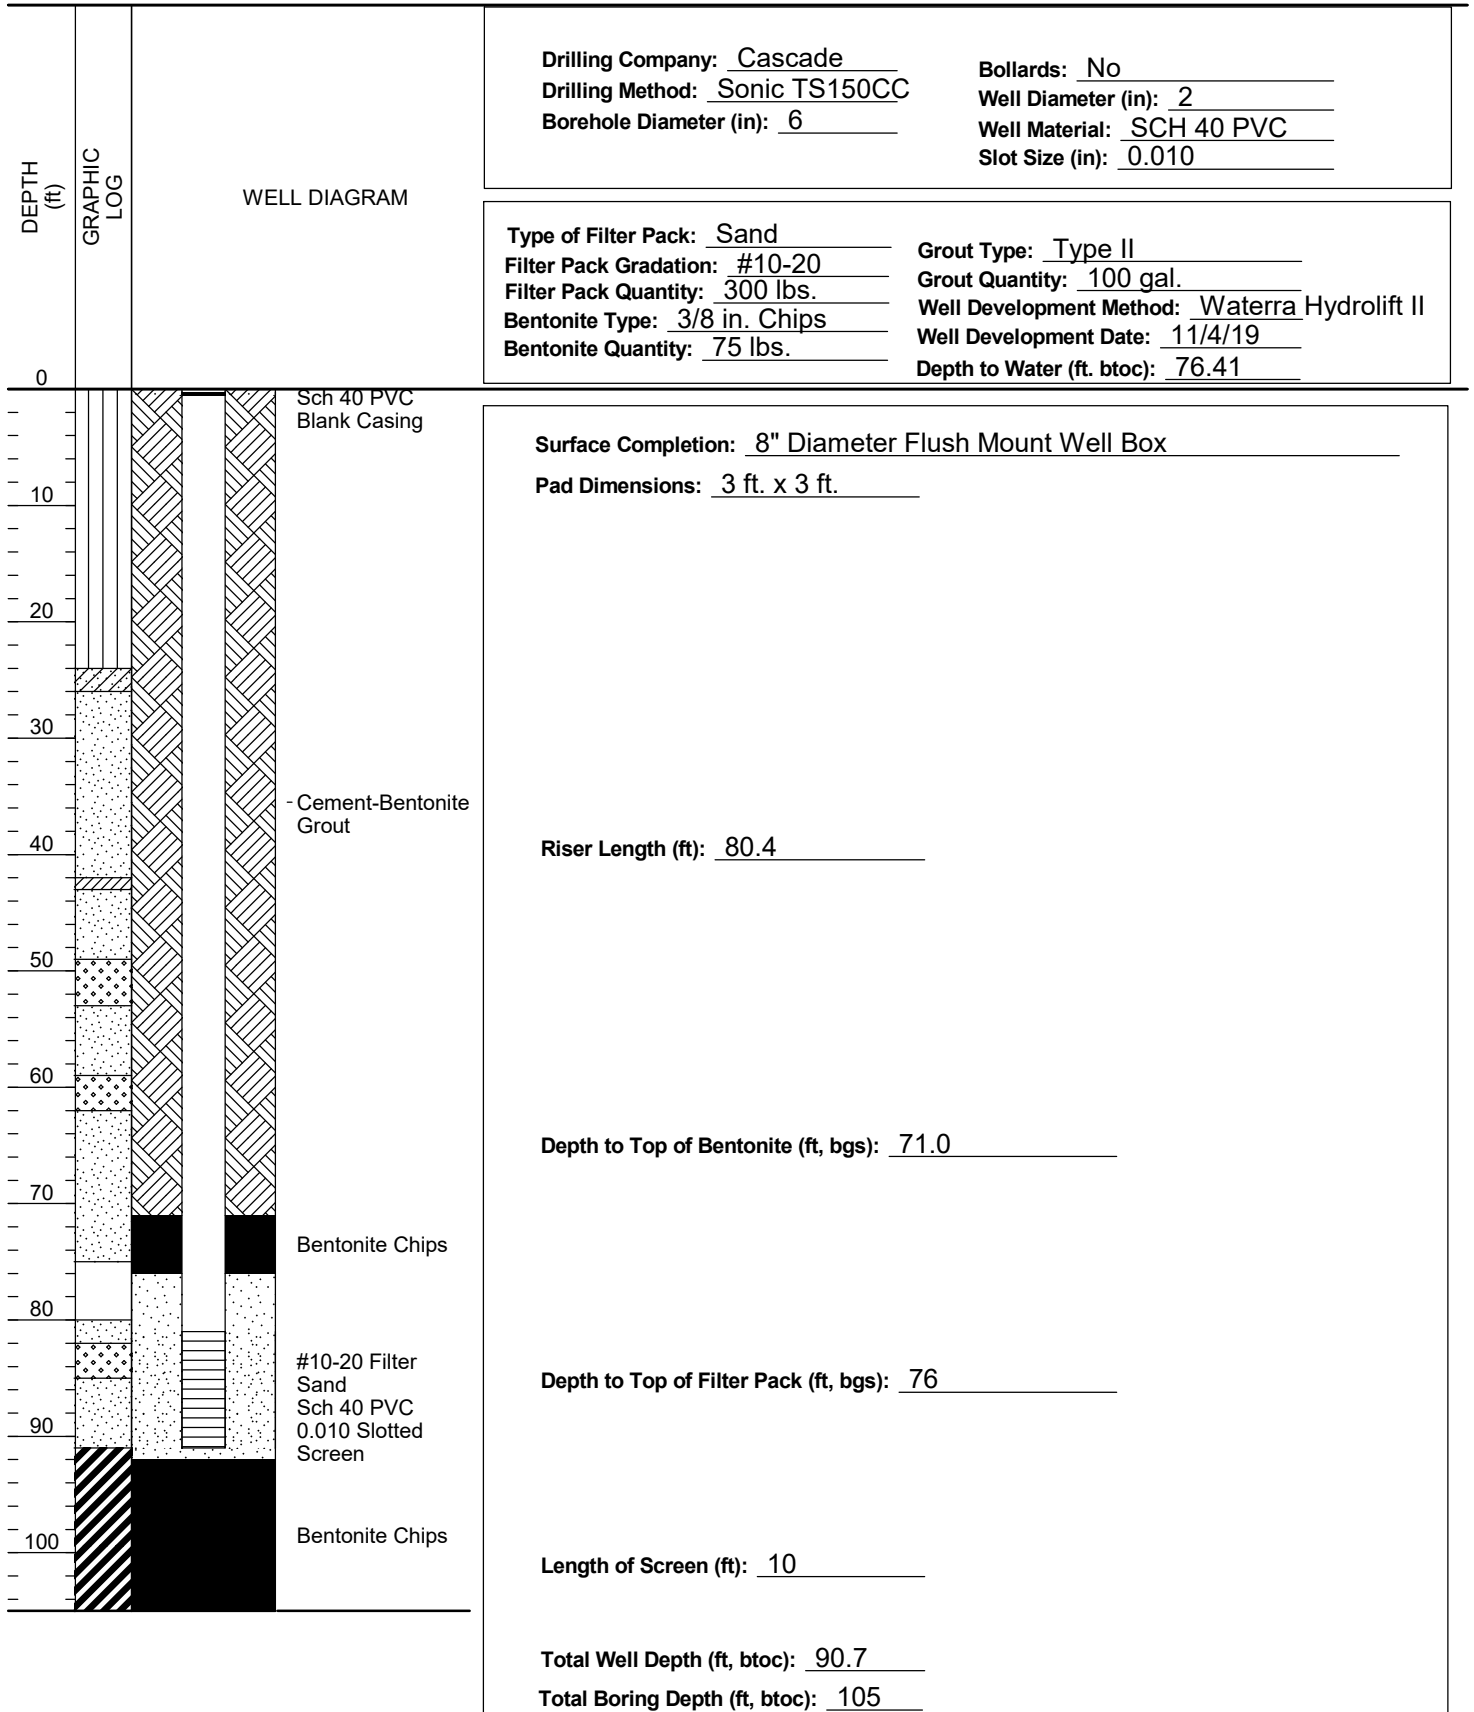 DEPTH
(ft)
GRAPHIC
LOG
WELL DIAGRAM
Drilling Company: Cascade
Drilling Method: Sonic TS150CC
Borehole Diameter (in): 6
Bollards: No
Well Diameter (in): 2
Well Material: SCH 40 PVC
Slot Size (in): 0.010
Type of Filter Pack: Sand
Filter Pack Gradation: #10-20
Filter Pack Quantity: 300 lbs.
Bentonite Type: 3/8 in. Chips
Bentonite Quantity: 75 lbs.
Grout Type: Type II
Grout Quantity: 100 gal.
Well Development Method: Waterra Hydrolift II
Well Development Date: 11/4/19
Depth to Water (ft. btoc): 76.41
0
10
20
30
40
50
60
70
80
90
100
Sch 40 PVC
Blank Casing
Cement-Bentonite
Grout
Bentonite Chips
#10-20 Filter
Sand
Sch 40 PVC
0.010 Slotted
Screen
Bentonite Chips
Surface Completion: 8" Diameter Flush Mount Well Box
Pad Dimensions: 3 ft. x 3 ft.
Riser Length (ft): 80.4
Depth to Top of Bentonite (ft, bgs): 71.0
Depth to Top of Filter Pack (ft, bgs): 76
Length of Screen (ft): 10
Total Well Depth (ft, btoc): 90.7
Total Boring Depth (ft, btoc): 105